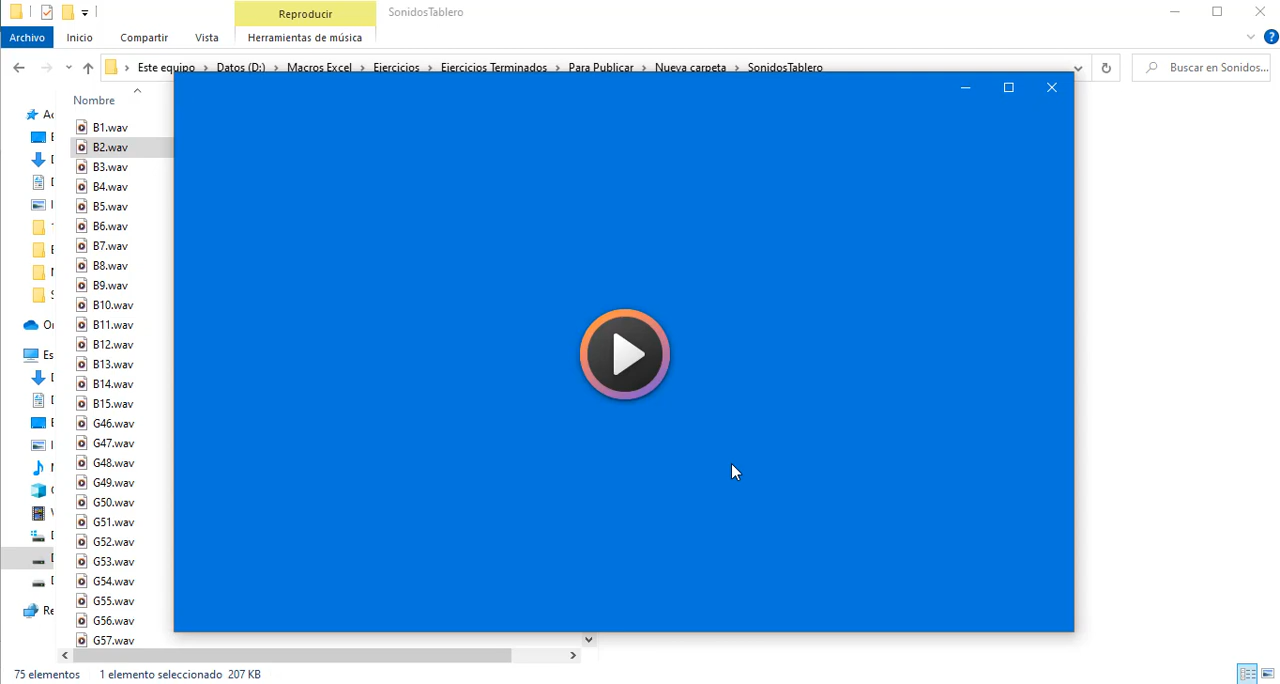 Reproducir
SonidosTablero
Archivo
Inicio
Compartir
Vista
Herramientas de música
Este equipo
Datos (D:)
Macros Excel
Ejercicios
Ejercicios Terminados
Para Publicar
Nueva carpeta
SonidosTablero
Buscar en Sonidos...
Nombre
B1.wav
B2.wav
B3.wav
B4.wav
B5.wav
B6.wav
B7.wav
B8.wav
B9.wav
B10.wav
B11.wav
B12.wav
B13.wav
B14.wav
B15.wav
G46.wav
G47.wav
G48.wav
G49.wav
G50.wav
G51.wav
G52.wav
G53.wav
G54.wav
G55.wav
G56.wav
G57.wav
75 elementos
1 elemento seleccionado 207 KB